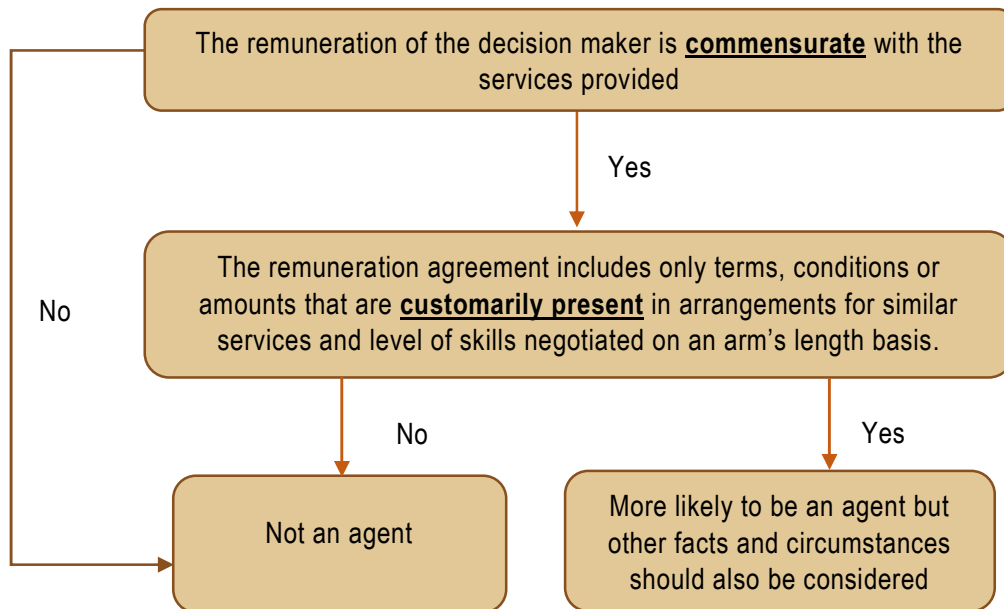 The remuneration of the decision maker is commensurate with the
services provided
Yes
The remuneration agreement includes only terms, conditions or
amounts that are customarily present in arrangements for similar
services and level of skills negotiated on an arm’s length basis.
No
No
Yes
Not an agent
More likely to be an agent but
other facts and circumstances
should also be considered